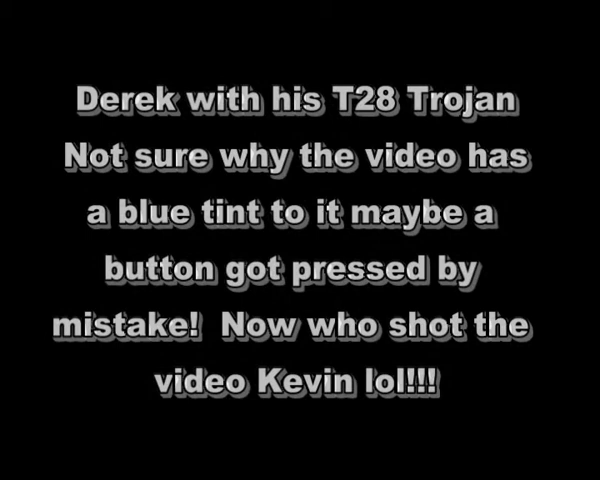 Derek with his T28 Trojan
Not sure why the video has
a blue tint to it maybe a
button got pressed by
mistake!  Now who shot the
video Kevin lol!!!